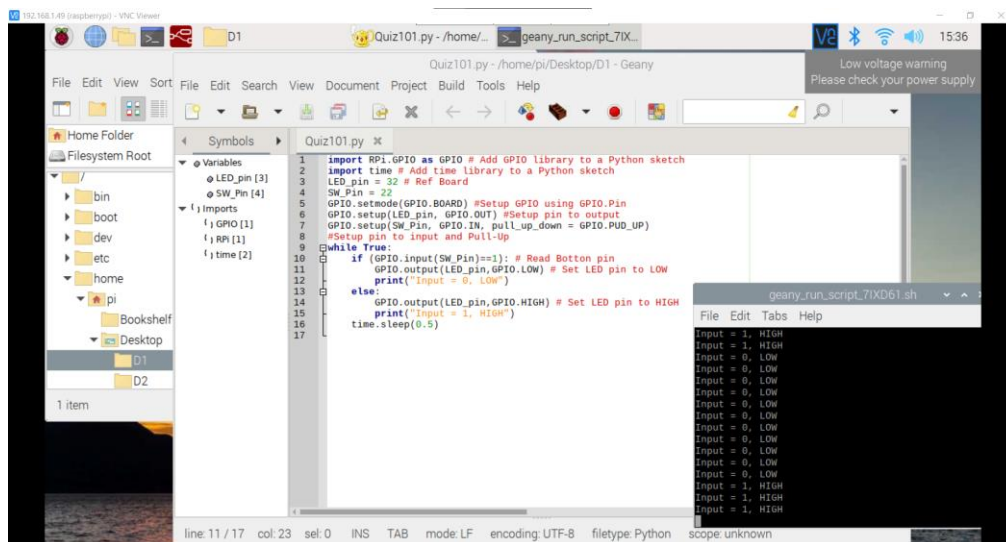 192.168.1.49 (raspberrypi) - VNC Viewer
D1
Quiz101.py - /home/...
geany_run_script_7IX...
15:36
Quiz101.py - /home/pi/Desktop/D1 - Geany
Low voltage warning
Please check your power supply
File Edit View Sort
File Edit Search View Document Project Build Tools Help
Home Folder
Filesystem Root
/
bin
boot
dev
etc
home
pi
Bookshelf
Desktop
D1
D2
1 item
Symbols
Variables
LED_pin [3]
SW_Pin [4]
Imports
GPIO [1]
RPi [1]
time [2]
Quiz101.py
1 import RPi.GPIO as GPIO # Add GPIO library to a Python sketch
2 import time # Add time library to a Python sketch
3 LED_pin = 32 # Ref Board
4 SW_Pin = 22
5 GPIO.setmode(GPIO.BOARD) #Setup GPIO using GPIO.Pin
6 GPIO.setup(LED_pin, GPIO.OUT) #Setup pin to output
7 GPIO.setup(SW_Pin, GPIO.IN, pull_up_down = GPIO.PUD_UP)
8 #Setup pin to input and Pull-Up
9 while True:
10 if (GPIO.input(SW_Pin)==1): # Read Botton pin
11 GPIO.output(LED_pin,GPIO.LOW) # Set LED pin to LOW
12 print("Input = 0, LOW")
13 else:
14 GPIO.output(LED_pin,GPIO.HIGH) # Set LED pin to HIGH
15 print("Input = 1, HIGH")
16 time.sleep(0.5)
17
geany_run_script_7IXD61.sh
File Edit Tabs Help
Input = 1, HIGH
Input = 1, HIGH
Input = 0, LOW
Input = 0, LOW
Input = 0, LOW
Input = 0, LOW
Input = 0, LOW
Input = 0, LOW
Input = 0, LOW
Input = 0, LOW
Input = 0, LOW
Input = 0, LOW
Input = 0, LOW
Input = 1, HIGH
Input = 1, HIGH
Input = 1, HIGH
line: 11 / 17 col: 23 sel: 0 INS TAB mode: LF encoding: UTF-8 filetype: Python scope: unknown